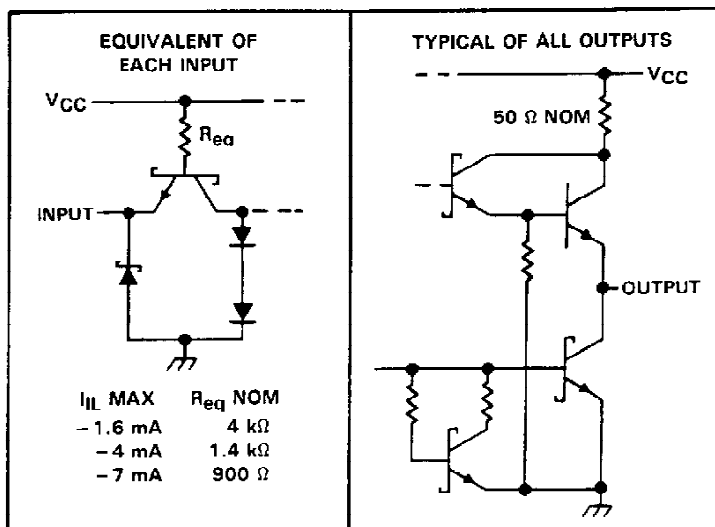 EQUIVALENT OF
EACH INPUT
VCC
Req
INPUT
IIL MAX Req NOM
−1.6 mA 4 kΩ
−4 mA 1.4 kΩ
−7 mA 900 Ω
TYPICAL OF ALL OUTPUTS
VCC
50 Ω NOM
OUTPUT